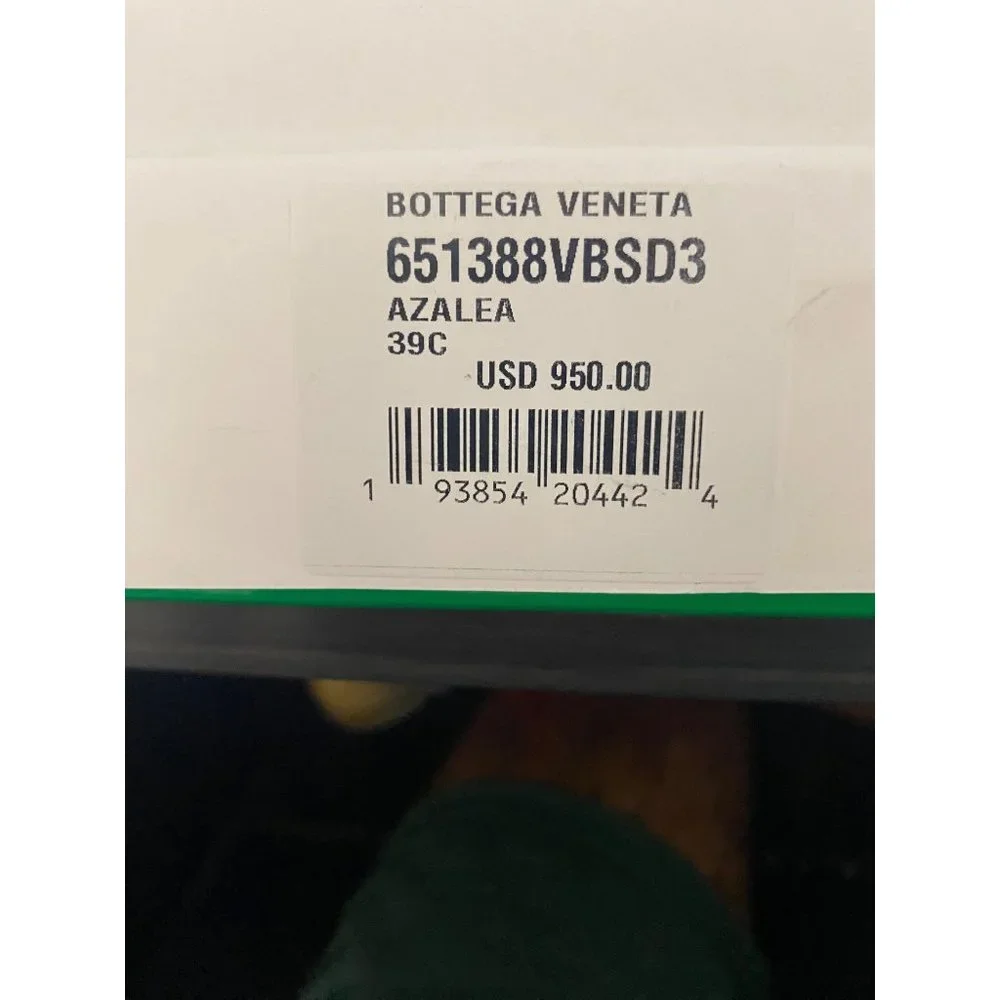 BOTTEGA VENETA
651388VBSD3
AZALEA
39C
USD 950.00
1 93854 20442 4